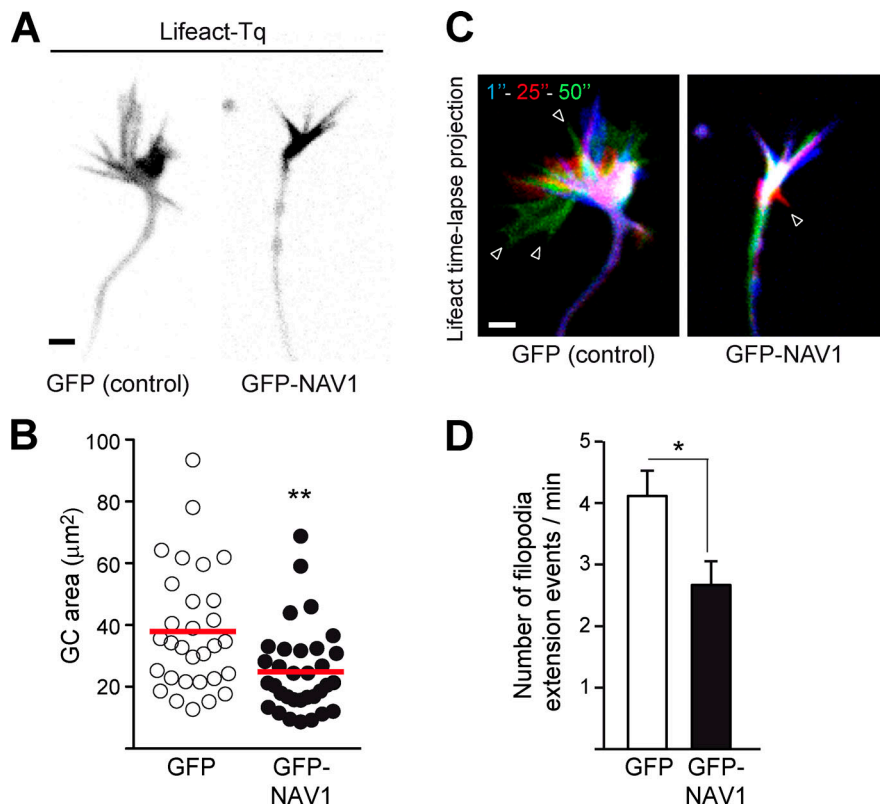 A
Lifeact-Tq
GFP (control)
GFP-NAV1
B
GC area (μm²)
100
80
60
40
20
**
GFP
GFP-
NAV1
C
Lifeact time-lapse projection
1’’- 25’’- 50’’
GFP (control)
GFP-NAV1
D
Number of filopodia
extension events / min
5
4
3
2
1
*
GFP
GFP-
NAV1